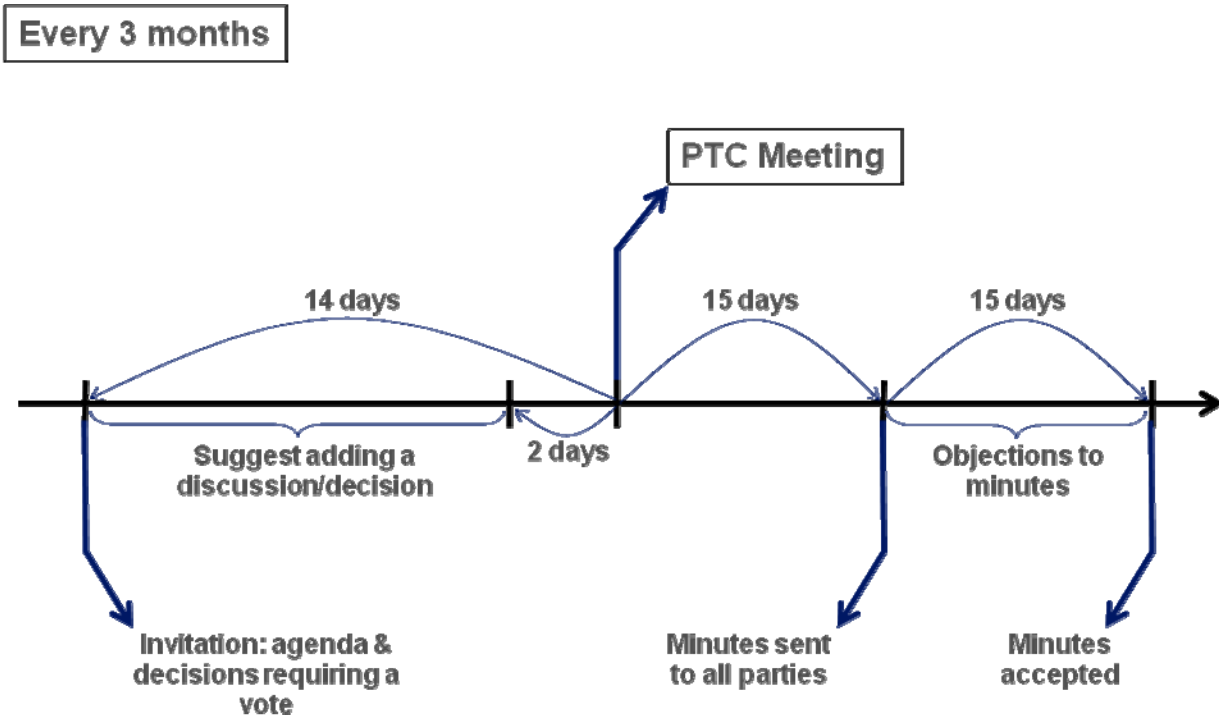 Every 3 months
PTC Meeting
14 days
15 days
15 days
Suggest adding a
discussion/decision
2 days
Objections to
minutes
Invitation: agenda &
decisions requiring a
vote
Minutes sent
to all parties
Minutes
accepted